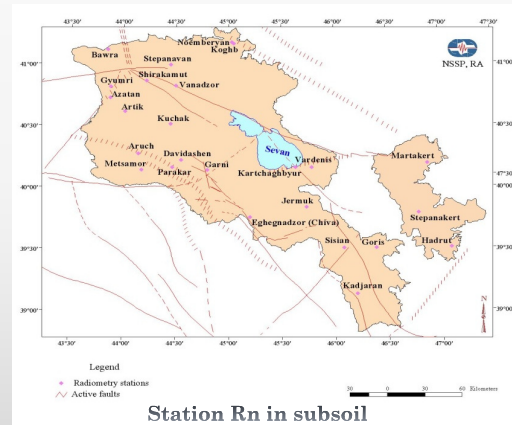 43°30' 44°00' 44°30' 45°00' 45°30' 46°00' 46°30' 47°00' 47°30'
NSSP, RA
41°00'
40°30'
40°00'
39°30'
39°00'
41°00'
40°30'
40°00'
39°30'
39°00'
Noemberyan
Koghb
Bawra
Stepanavan
Shirakamut
Gyumri
Vanadzor
Azatan
Artik
Kuchak
Sevan
Aruch
Davidashen
Vardenis
Martakert
Metsamor
Parakar
Garni
Kartchaghbyur
Jermuk
Stepanakert
Eghegnadzor (Chiva)
Sisian
Goris
Hadrut
Kadjaran
N
43°30' 44°00' 44°30' 45°00' 45°30' 46°00' 46°30' 47°00'
Legend
Radiometry stations
Active faults
30 0 30 60 Kilometers
Station Rn in subsoil